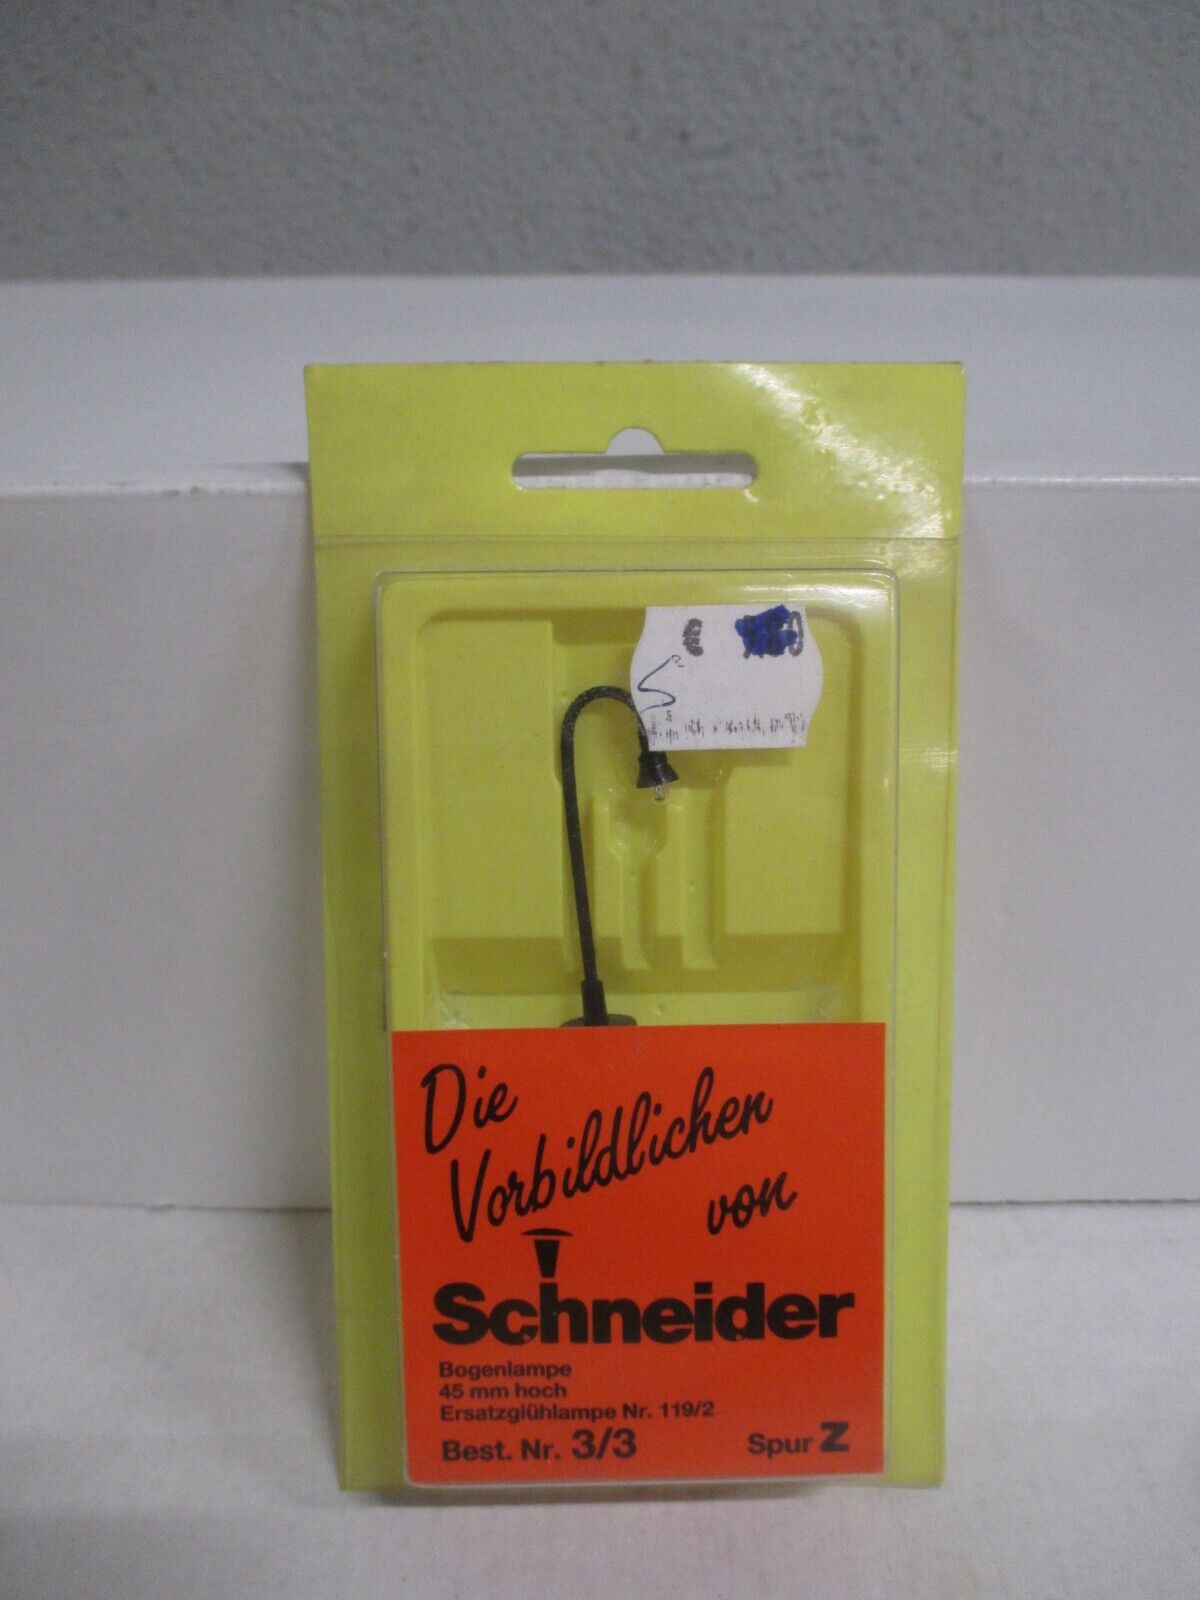 Die
Vorbildlichen
von
Schneider
Bogenlampe
45 mm hoch
Ersatzglühlampe Nr. 119/2
Best. Nr. 3/3 Spur Z